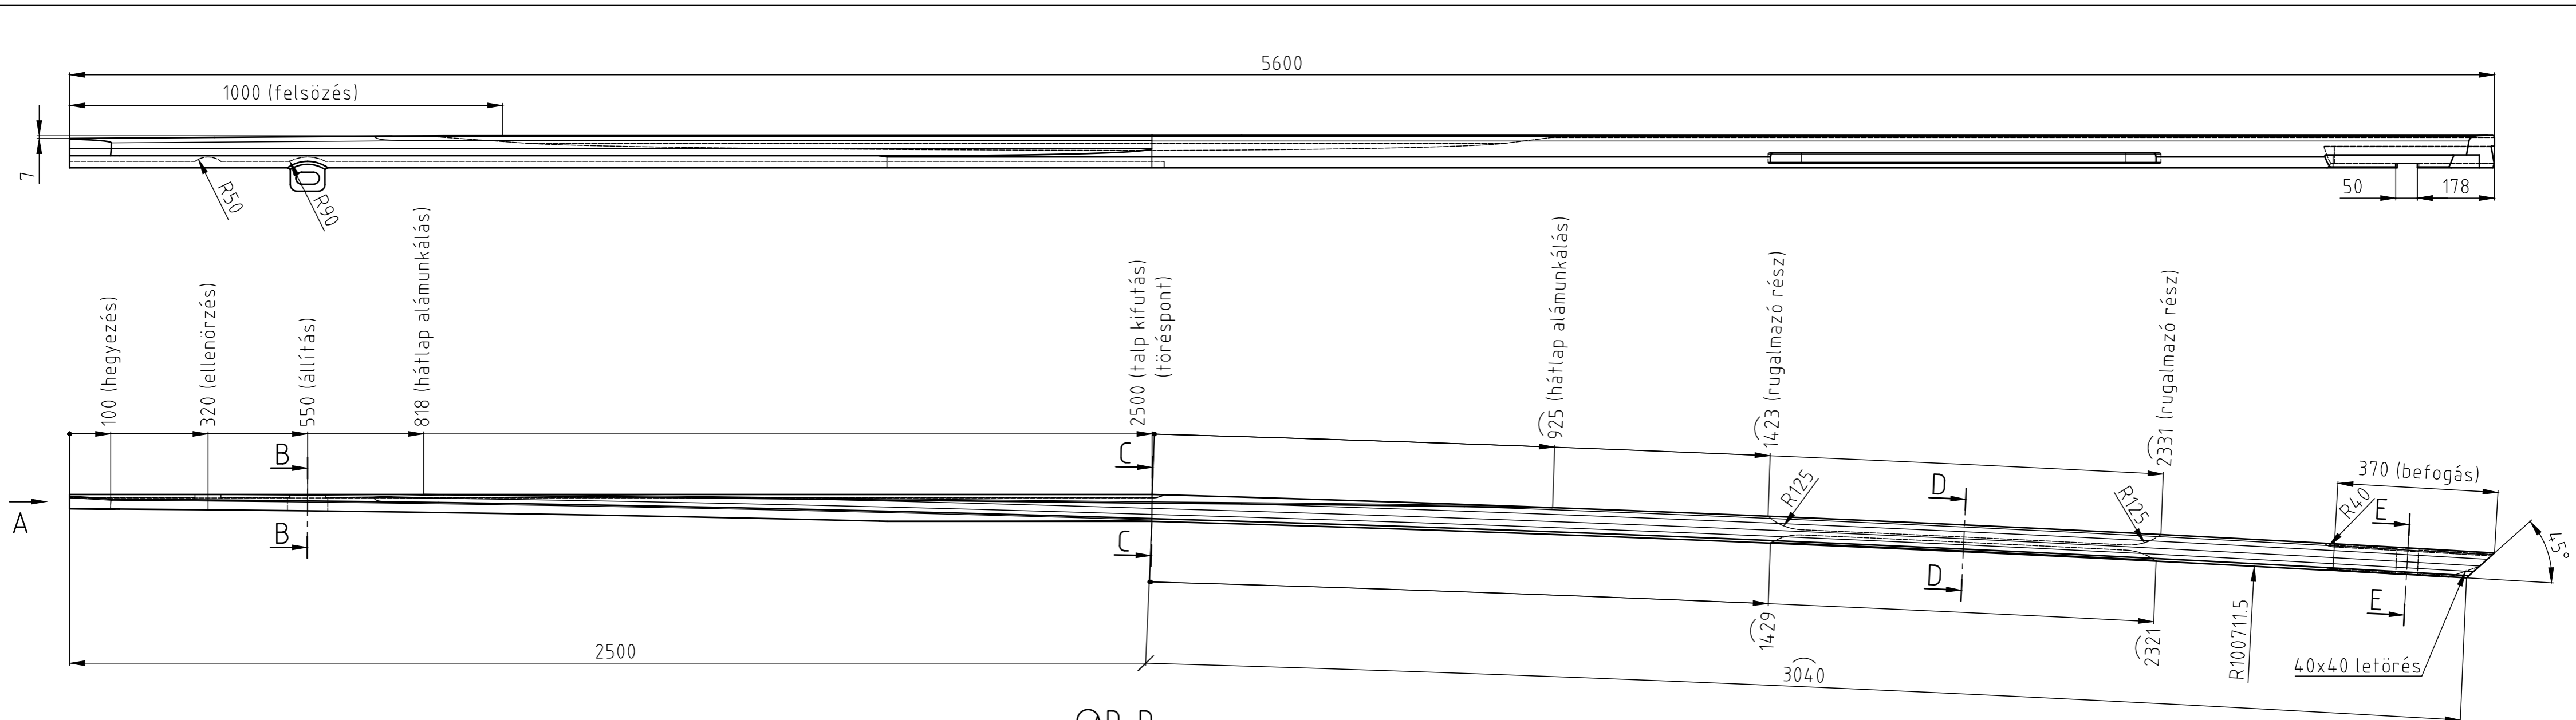 5600
1000 (felsözés)
7
R50
R90
50
178
100 (hegyezés)
320 (ellenörzés)
550 (állítás)
818 (hátlap alámunkálás)
2500 (talp kifutás)
(töréspont)
925 (hátlap alámunkálás)
1423 (rugalmazó rész)
2331 (rugalmazó rész)
370 (befogás)
B
C
R125
D
R125
R40
E
45°
A
B
C
D
E
1429
2321
R100711.5
40x40 letörés
2500
3040